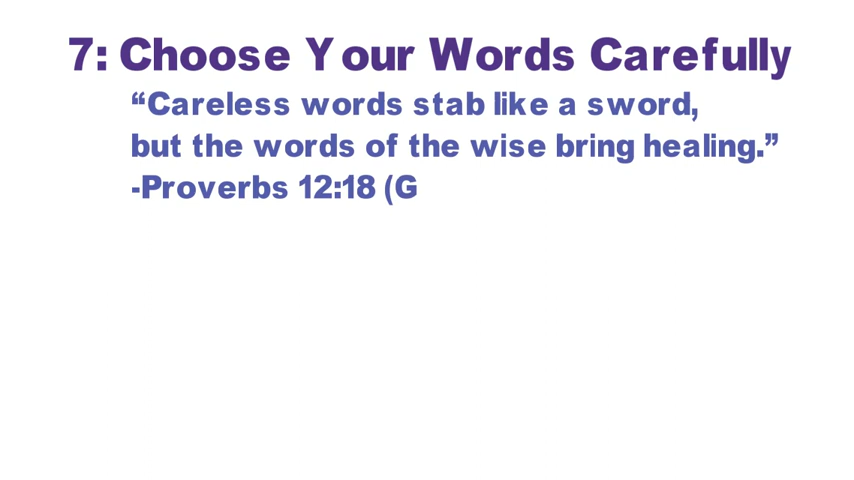 7: Choose Your Words Carefully
“Careless words stab like a sword,
but the words of the wise bring healing.”
-Proverbs 12:18 (G